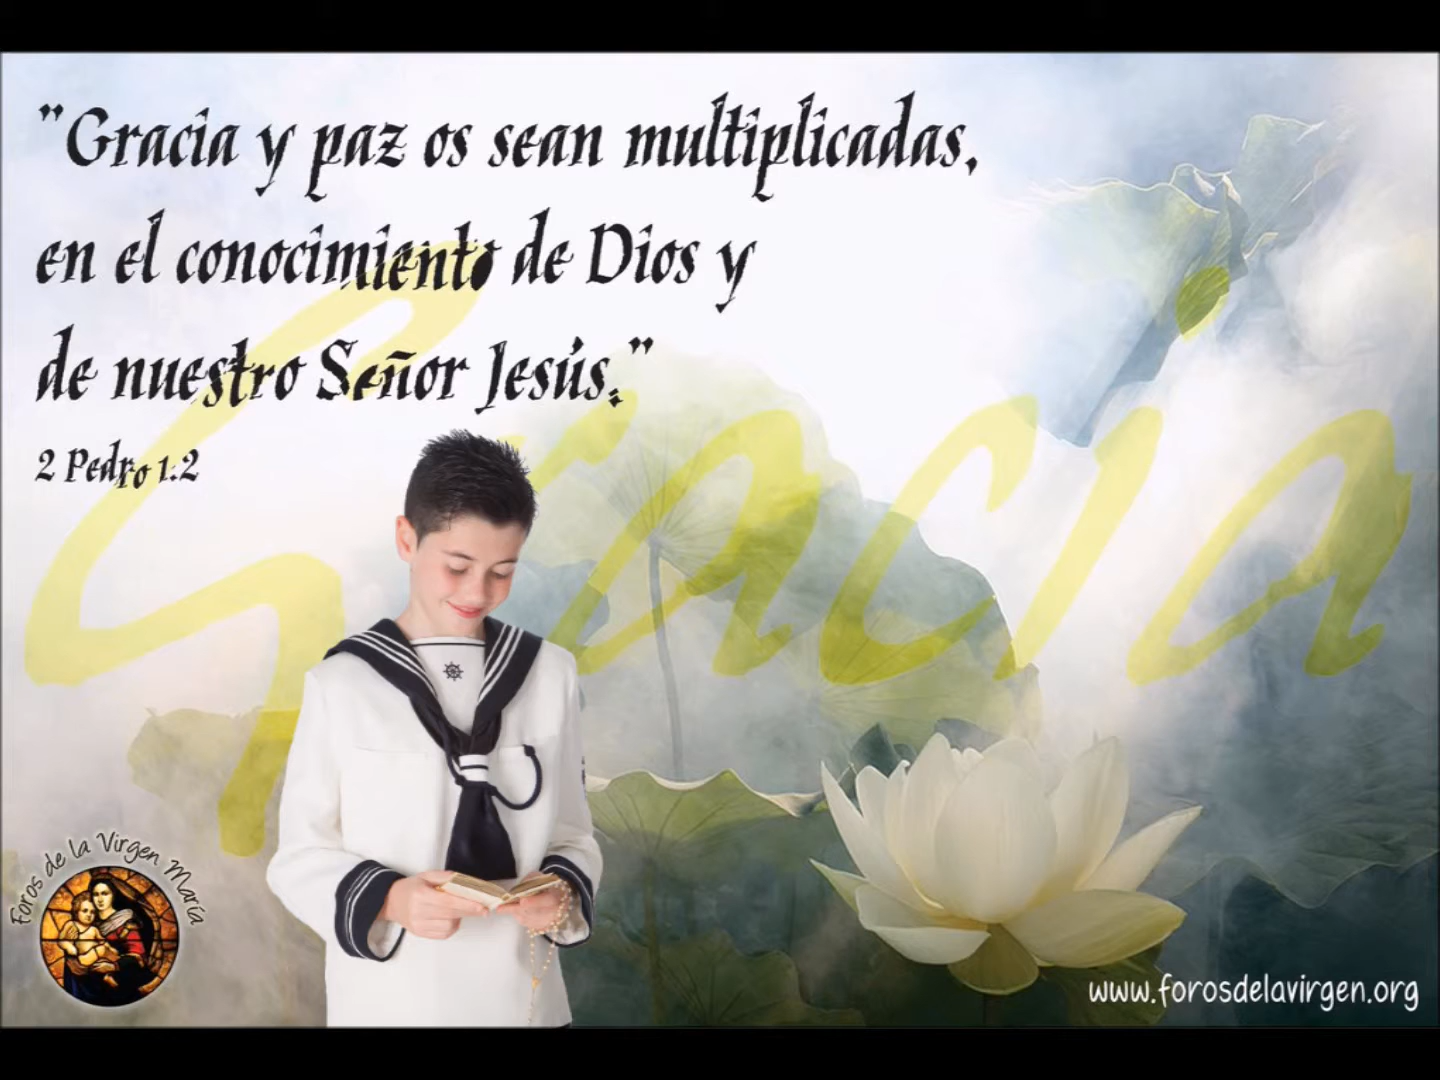 "Gracia y paz os sean multiplicadas,
en el conocimiento de Dios y
de nuestro Señor Jesús."
2 Pedro 1:2
Gracia
Foros de la Virgen María
www.forosdelavirgen.org